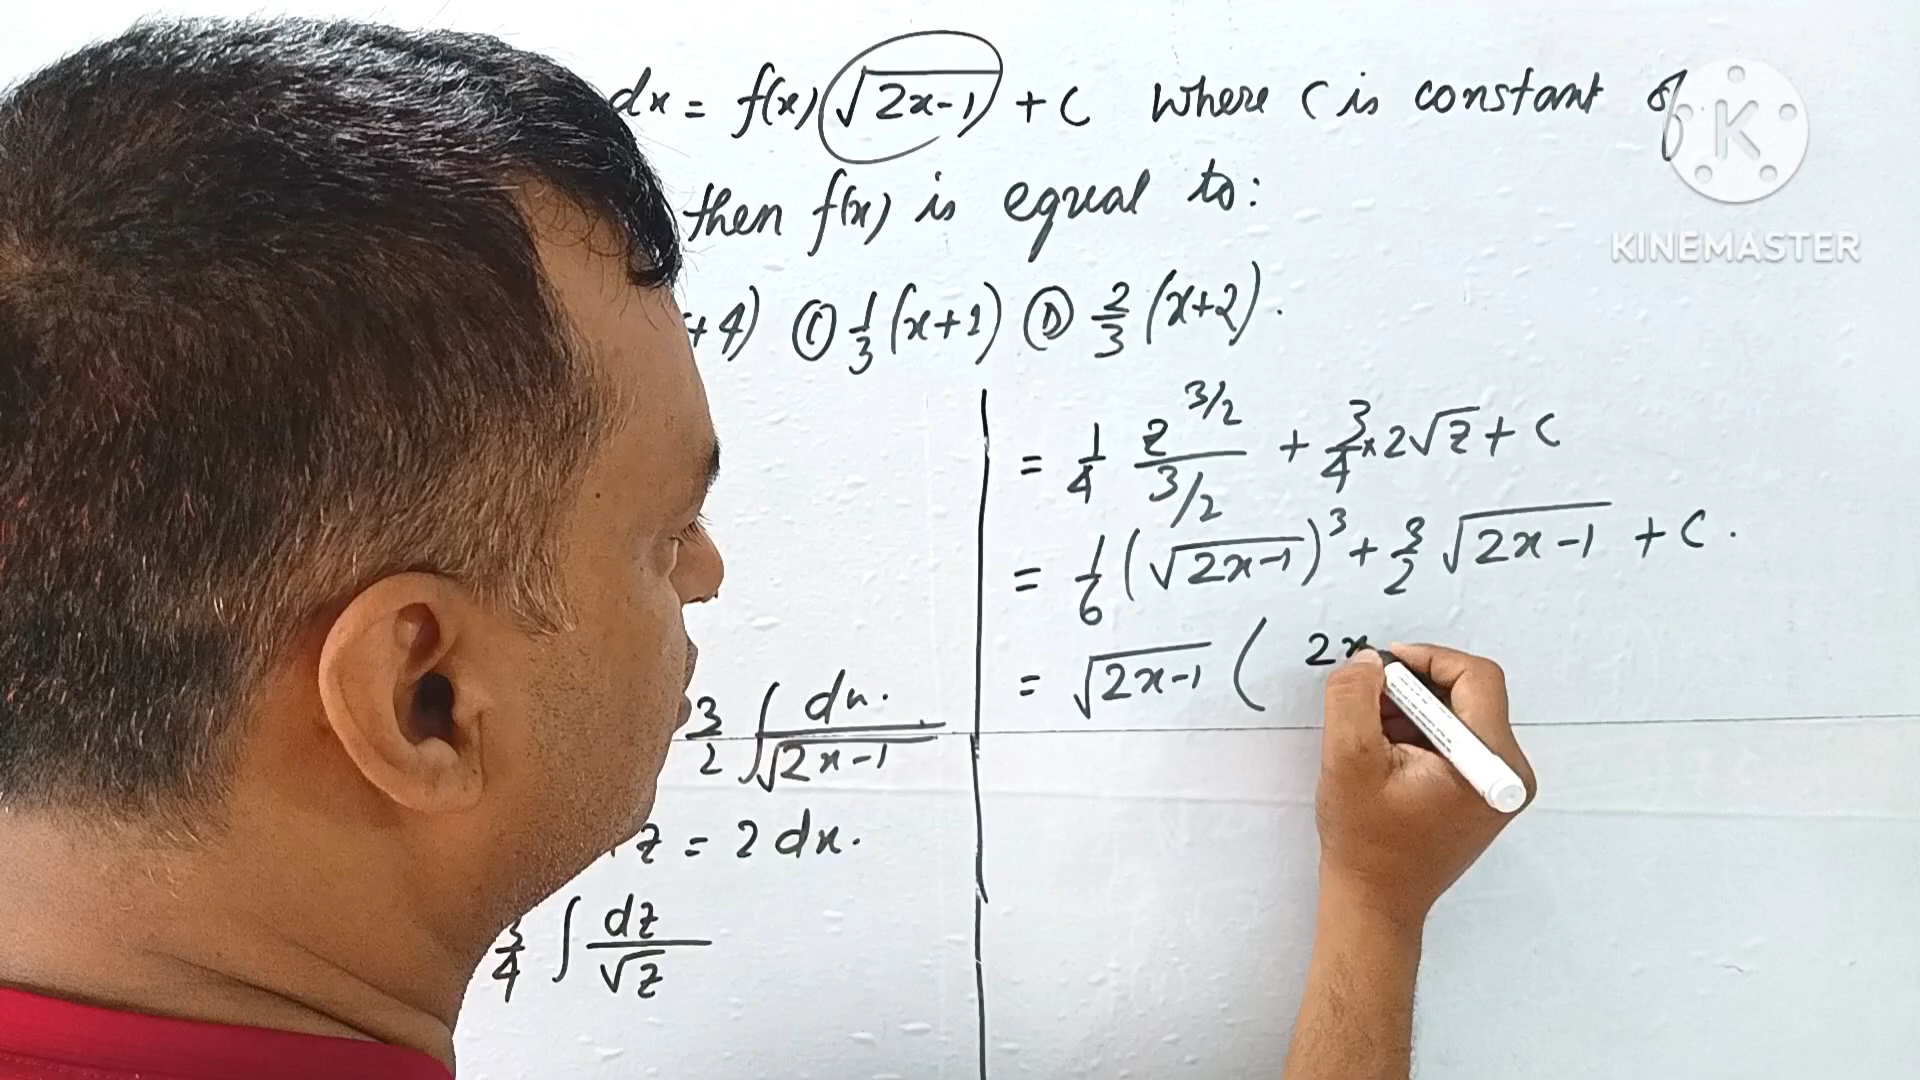 dx = f(x) √2x-1 + C where C is constant of
then f(x) is equal to:
+ 4) (C) 1/3 (x+1) (D) 2/3 (x+2).
K
KINEMASTER
3/2 ∫ dx. / √2x-1
z = 2 dx.
3/4 ∫ dz / √z
= 1/4 z^3/2 / 3/2 + 3/4 × 2√z + C
= 1/6 (√2x-1)^3 + 3/2 √2x-1 + C.
= √2x-1 ( 2x